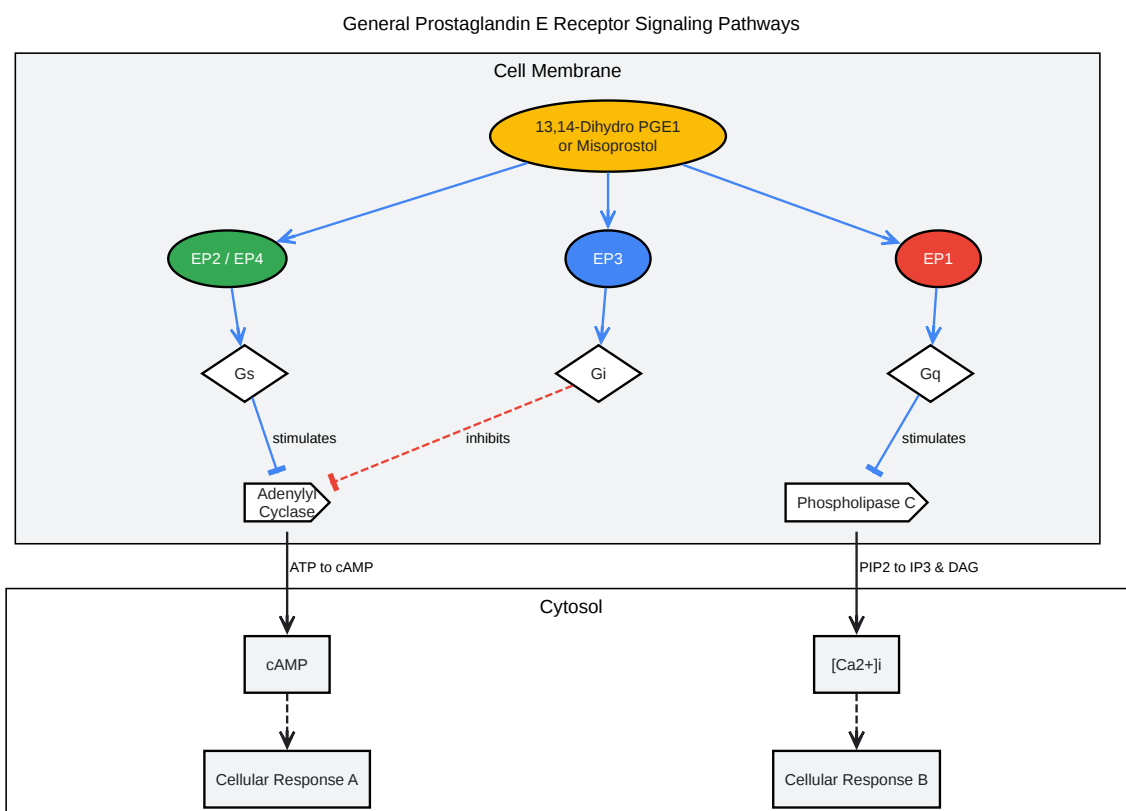 General Prostaglandin E Receptor Signaling Pathways
Cell Membrane
13,14-Dihydro PGE1
or Misoprostol
EP2 / EP4
EP3
EP1
Gs
Gi
Gq
stimulates
inhibits
stimulates
Adenylyl
Cyclase
Phospholipase C
ATP to cAMP
PIP2 to IP3 & DAG
Cytosol
cAMP
[Ca2+]i
Cellular Response A
Cellular Response B